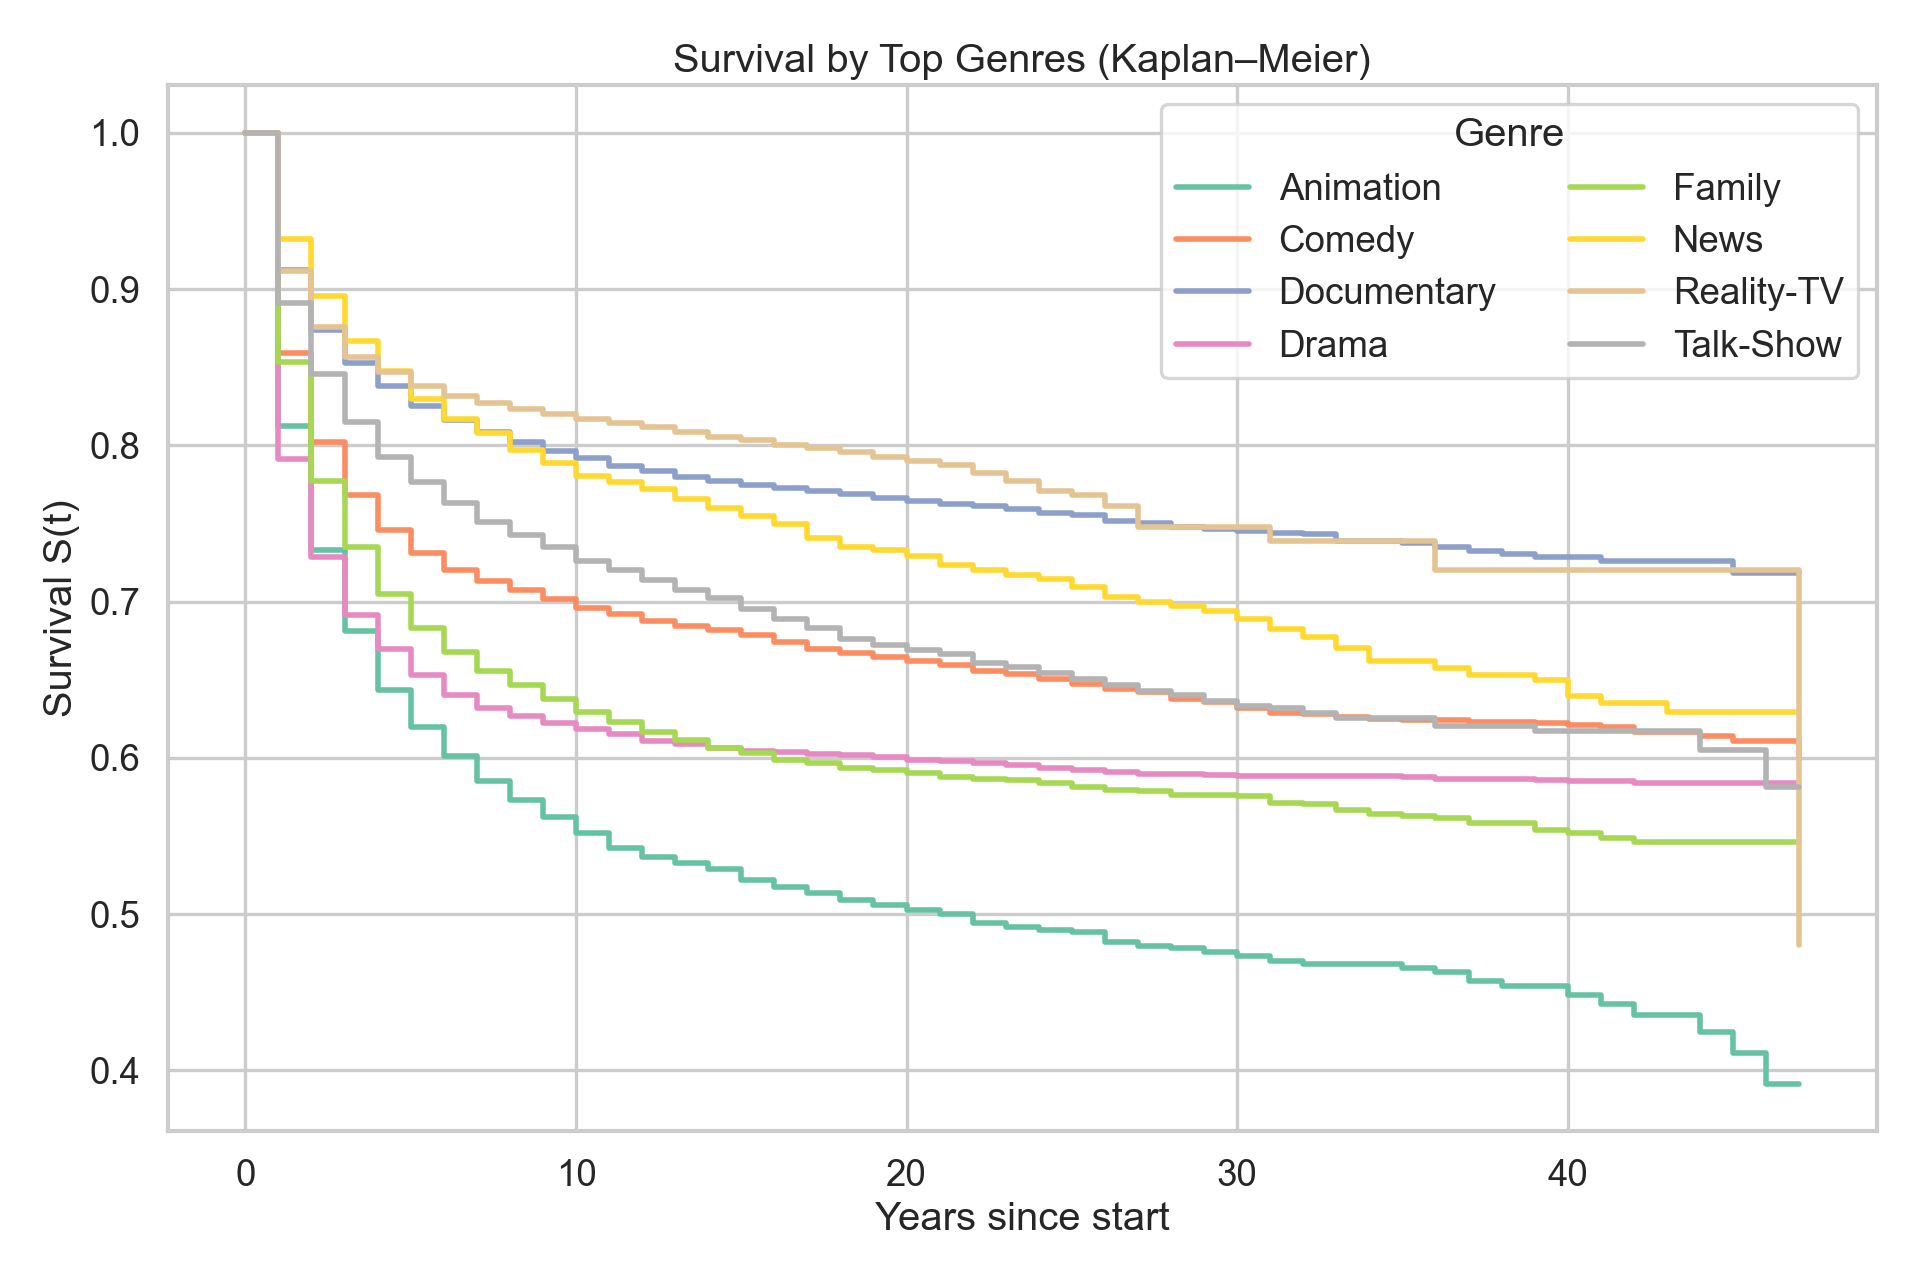 Survival by Top Genres (Kaplan–Meier)
Genre
Animation
Comedy
Documentary
Drama
Family
News
Reality-TV
Talk-Show
Survival S(t)
1.0
0.9
0.8
0.7
0.6
0.5
0.4
0 10 20 30 40
Years since start